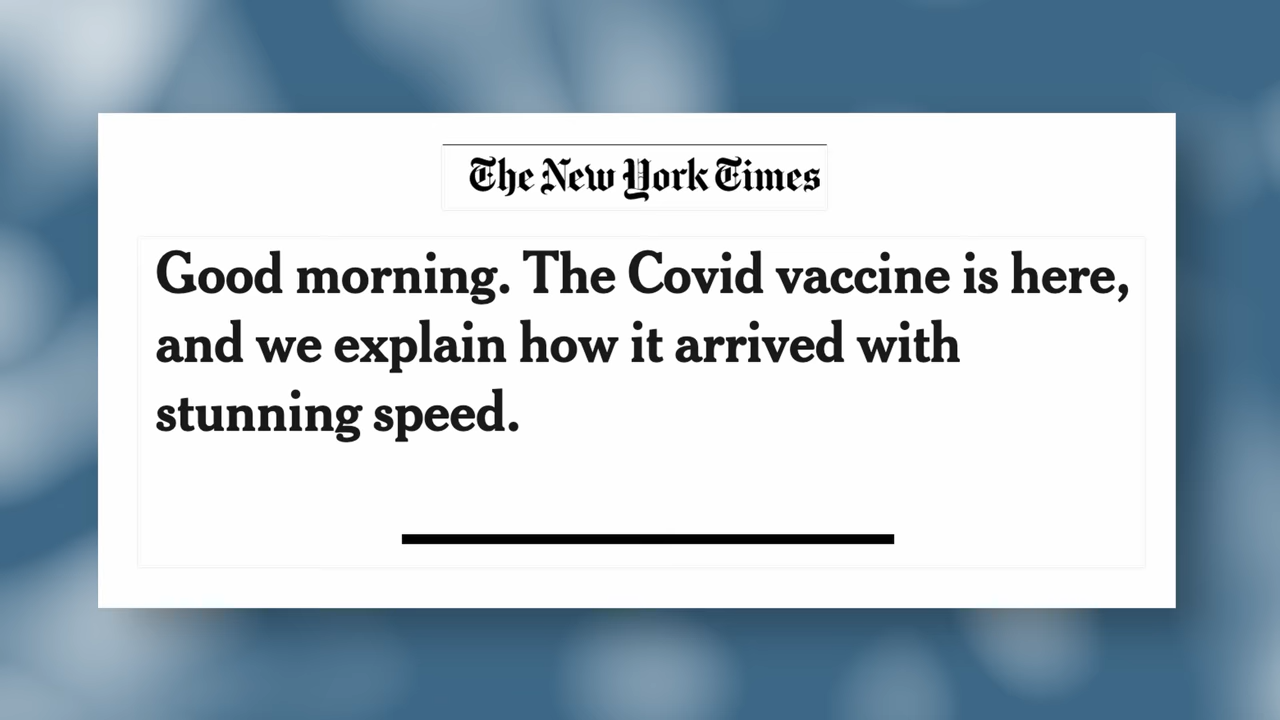 The New York Times
Good morning. The Covid vaccine is here,
and we explain how it arrived with
stunning speed.